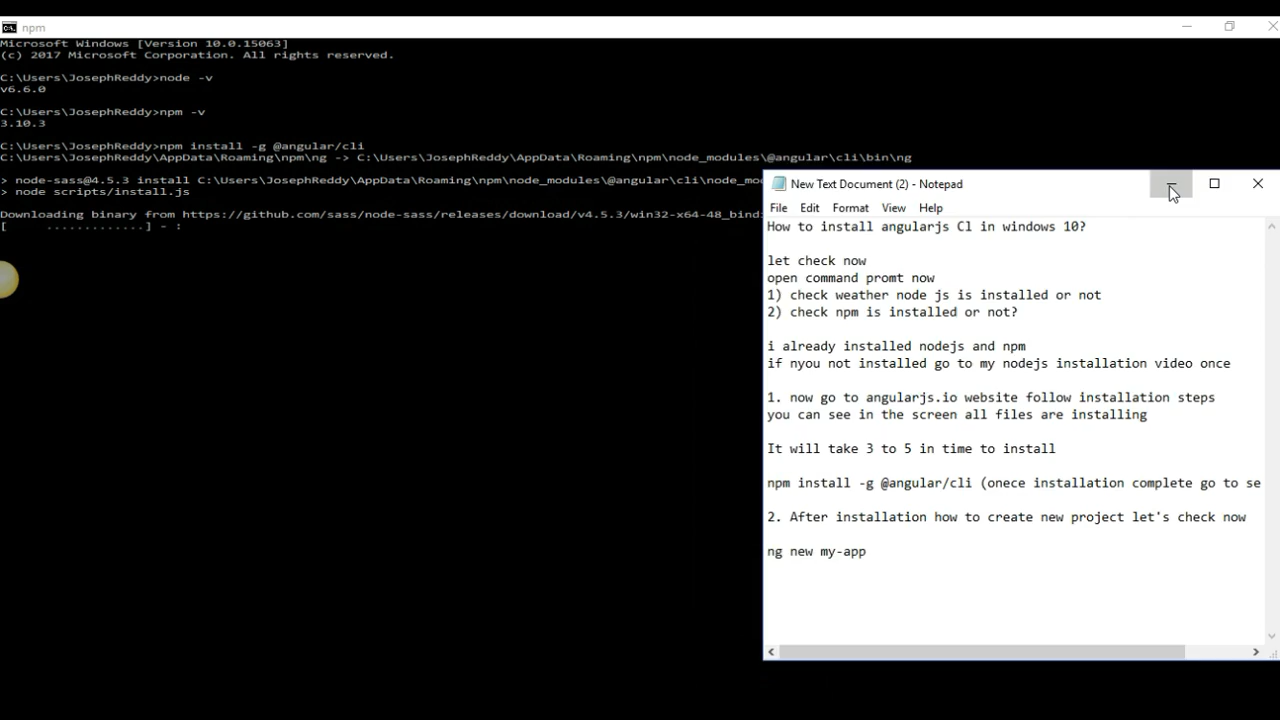 npm
Microsoft Windows [Version 10.0.15063]
(c) 2017 Microsoft Corporation. All rights reserved.
C:\Users\JosephReddy>node -v
v6.6.0
C:\Users\JosephReddy>npm -v
3.10.3
C:\Users\JosephReddy>npm install -g @angular/cli
C:\Users\JosephReddy\AppData\Roaming\npm\ng -> C:\Users\JosephReddy\AppData\Roaming\npm\node_modules\@angular\cli\bin\ng
> node-sass@4.5.3 install C:\Users\JosephReddy\AppData\Roaming\npm\node_modules\@angular\cli\node_mo
> node scripts/install.js
Downloading binary from https://github.com/sass/node-sass/releases/download/v4.5.3/win32-x64-48_bindi
[      .............] - :
New Text Document (2) - Notepad
File Edit Format View Help
How to install angularjs Cl in windows 10?
let check now
open command promt now
1) check weather node js is installed or not
2) check npm is installed or not?
i already installed nodejs and npm
if nyou not installed go to my nodejs installation video once
1. now go to angularjs.io website follow installation steps
you can see in the screen all files are installing
It will take 3 to 5 in time to install
npm install -g @angular/cli (onece installation complete go to se
2. After installation how to create new project let's check now
ng new my-app